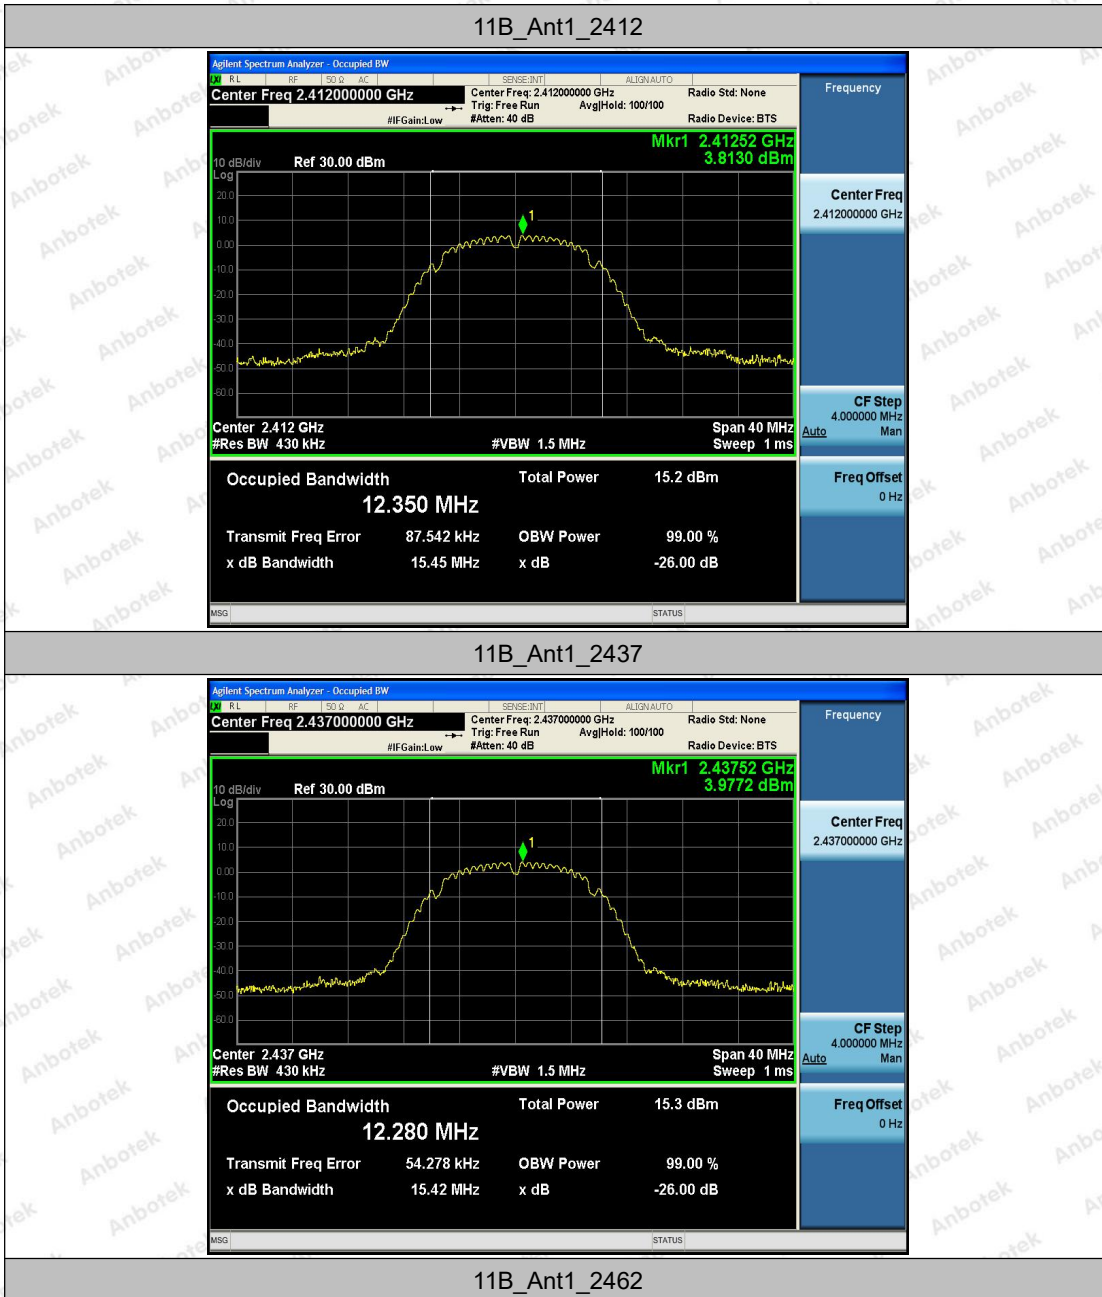 11B_Ant1_2412
Agilent Spectrum Analyzer - Occupied BW
LXI RL RF 50 Ω AC SENSE:INT ALIGNAUTO
Center Freq 2.412000000 GHz
Center Freq: 2.412000000 GHz Radio Std: None
Trig: Free Run Avg|Hold: 100/100
#IFGain:Low #Atten: 40 dB Radio Device: BTS
Mkr1 2.41252 GHz
3.8130 dBm
10 dB/div Ref 30.00 dBm
Log
20.0
10.0
0.00
-10.0
-20.0
-30.0
-40.0
-50.0
-60.0
1
Center 2.412 GHz Span 40 MHz
#Res BW 430 kHz #VBW 1.5 MHz Sweep 1 ms
Occupied Bandwidth Total Power 15.2 dBm
12.350 MHz
Transmit Freq Error 87.542 kHz OBW Power 99.00 %
x dB Bandwidth 15.45 MHz x dB -26.00 dB
MSG STATUS
Frequency
Center Freq
2.412000000 GHz
CF Step
4.000000 MHz
Auto Man
Freq Offset
0 Hz
11B_Ant1_2437
Agilent Spectrum Analyzer - Occupied BW
LXI RL RF 50 Ω AC SENSE:INT ALIGNAUTO
Center Freq 2.437000000 GHz
Center Freq: 2.437000000 GHz Radio Std: None
Trig: Free Run Avg|Hold: 100/100
#IFGain:Low #Atten: 40 dB Radio Device: BTS
Mkr1 2.43752 GHz
3.9772 dBm
10 dB/div Ref 30.00 dBm
Log
20.0
10.0
0.00
-10.0
-20.0
-30.0
-40.0
-50.0
-60.0
1
Center 2.437 GHz Span 40 MHz
#Res BW 430 kHz #VBW 1.5 MHz Sweep 1 ms
Occupied Bandwidth Total Power 15.3 dBm
12.280 MHz
Transmit Freq Error 54.278 kHz OBW Power 99.00 %
x dB Bandwidth 15.42 MHz x dB -26.00 dB
MSG STATUS
Frequency
Center Freq
2.437000000 GHz
CF Step
4.000000 MHz
Auto Man
Freq Offset
0 Hz
11B_Ant1_2462
Anbotek